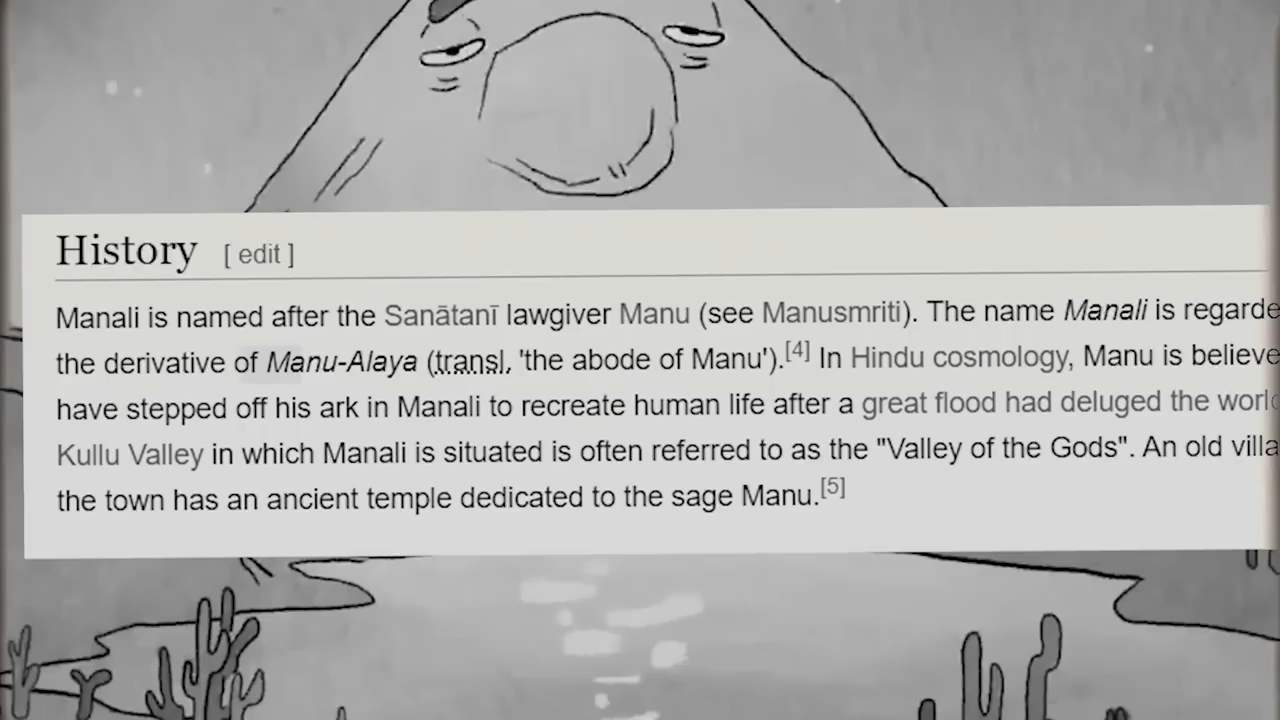 History [ edit ]
Manali is named after the Sanātanī lawgiver Manu (see Manusmriti). The name Manali is regarde
the derivative of Manu-Alaya (transl. 'the abode of Manu').[4] In Hindu cosmology, Manu is believe
have stepped off his ark in Manali to recreate human life after a great flood had deluged the worl
Kullu Valley in which Manali is situated is often referred to as the "Valley of the Gods". An old villa
the town has an ancient temple dedicated to the sage Manu.[5]